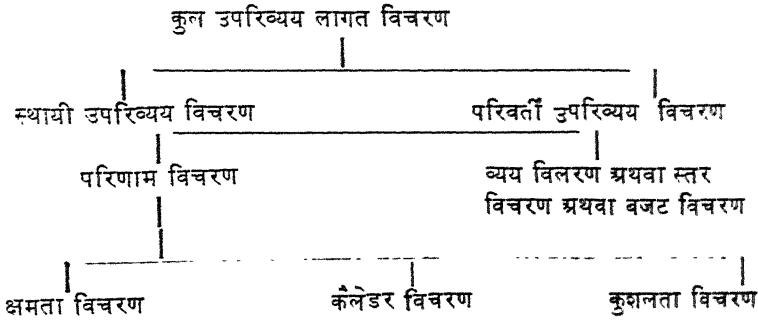 कुल उपरिव्यय लागत विचरण
स्थायी उपरिव्यय विचरण परिवर्ती उपरिव्यय विचरण
परिणाम विचरण व्यय विलरण अथवा स्तर
विचरण अथवा बजट विचरण
क्षमता विचरण कैलेडर विचरण कुशलता विचरण